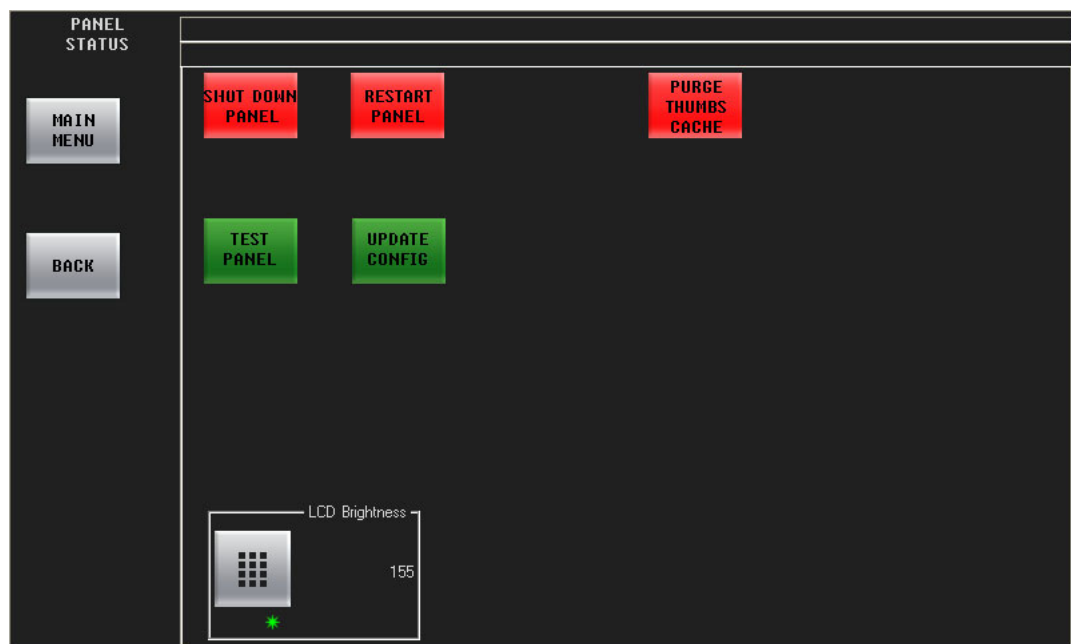 PANEL
STATUS
MAIN
MENU
BACK
SHUT DOWN
PANEL
RESTART
PANEL
PURGE
THUMBS
CACHE
TEST
PANEL
UPDATE
CONFIG
LCD Brightness
155